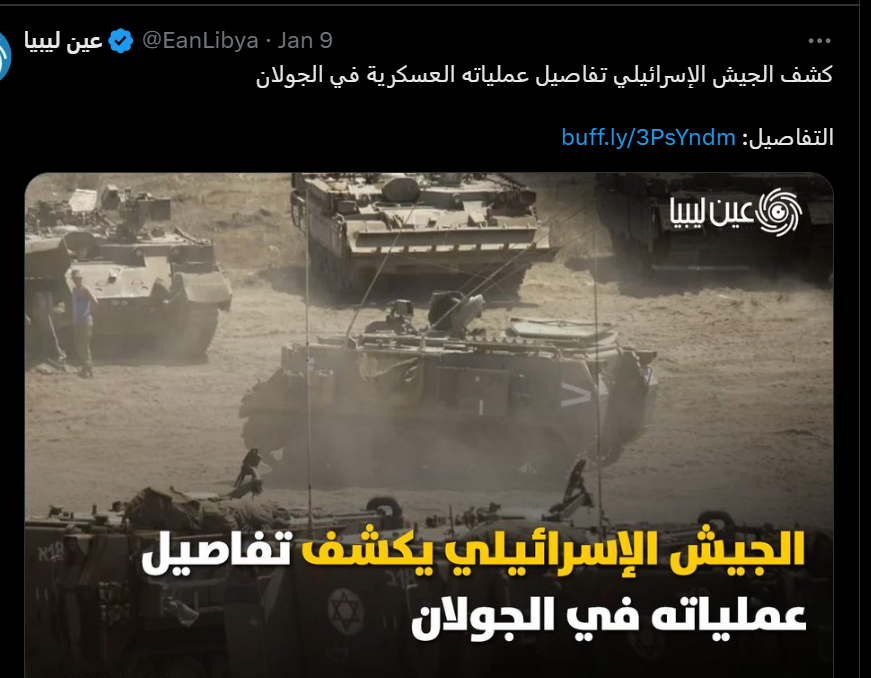 عين ليبيا @EanLibya · Jan 9
كشف الجيش الإسرائيلي تفاصيل عملياته العسكرية في الجولان
التفاصيل: buff.ly/3PsYndm
عين ليبيا
الجيش الإسرائيلي يكشف تفاصيل
عملياته في الجولان